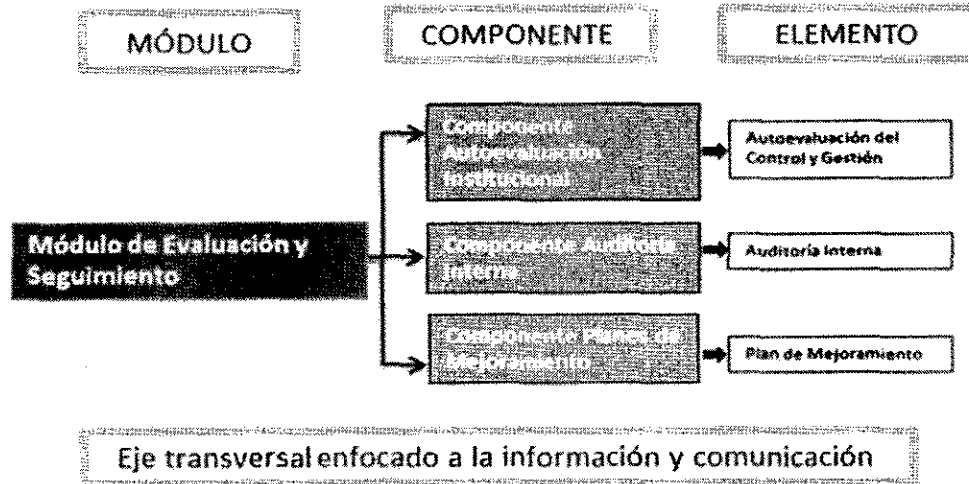 MÓDULO
COMPONENTE
ELEMENTO
Componente
Autoevaluación
Institucional
Autoevaluación del
Control y Gestión
Módulo de Evaluación y
Seguimiento
Componente Auditoría
Interna
Auditoría Interna
Componente Planes de
Mejoramiento
Plan de Mejoramiento
Eje transversal enfocado a la información y comunicación